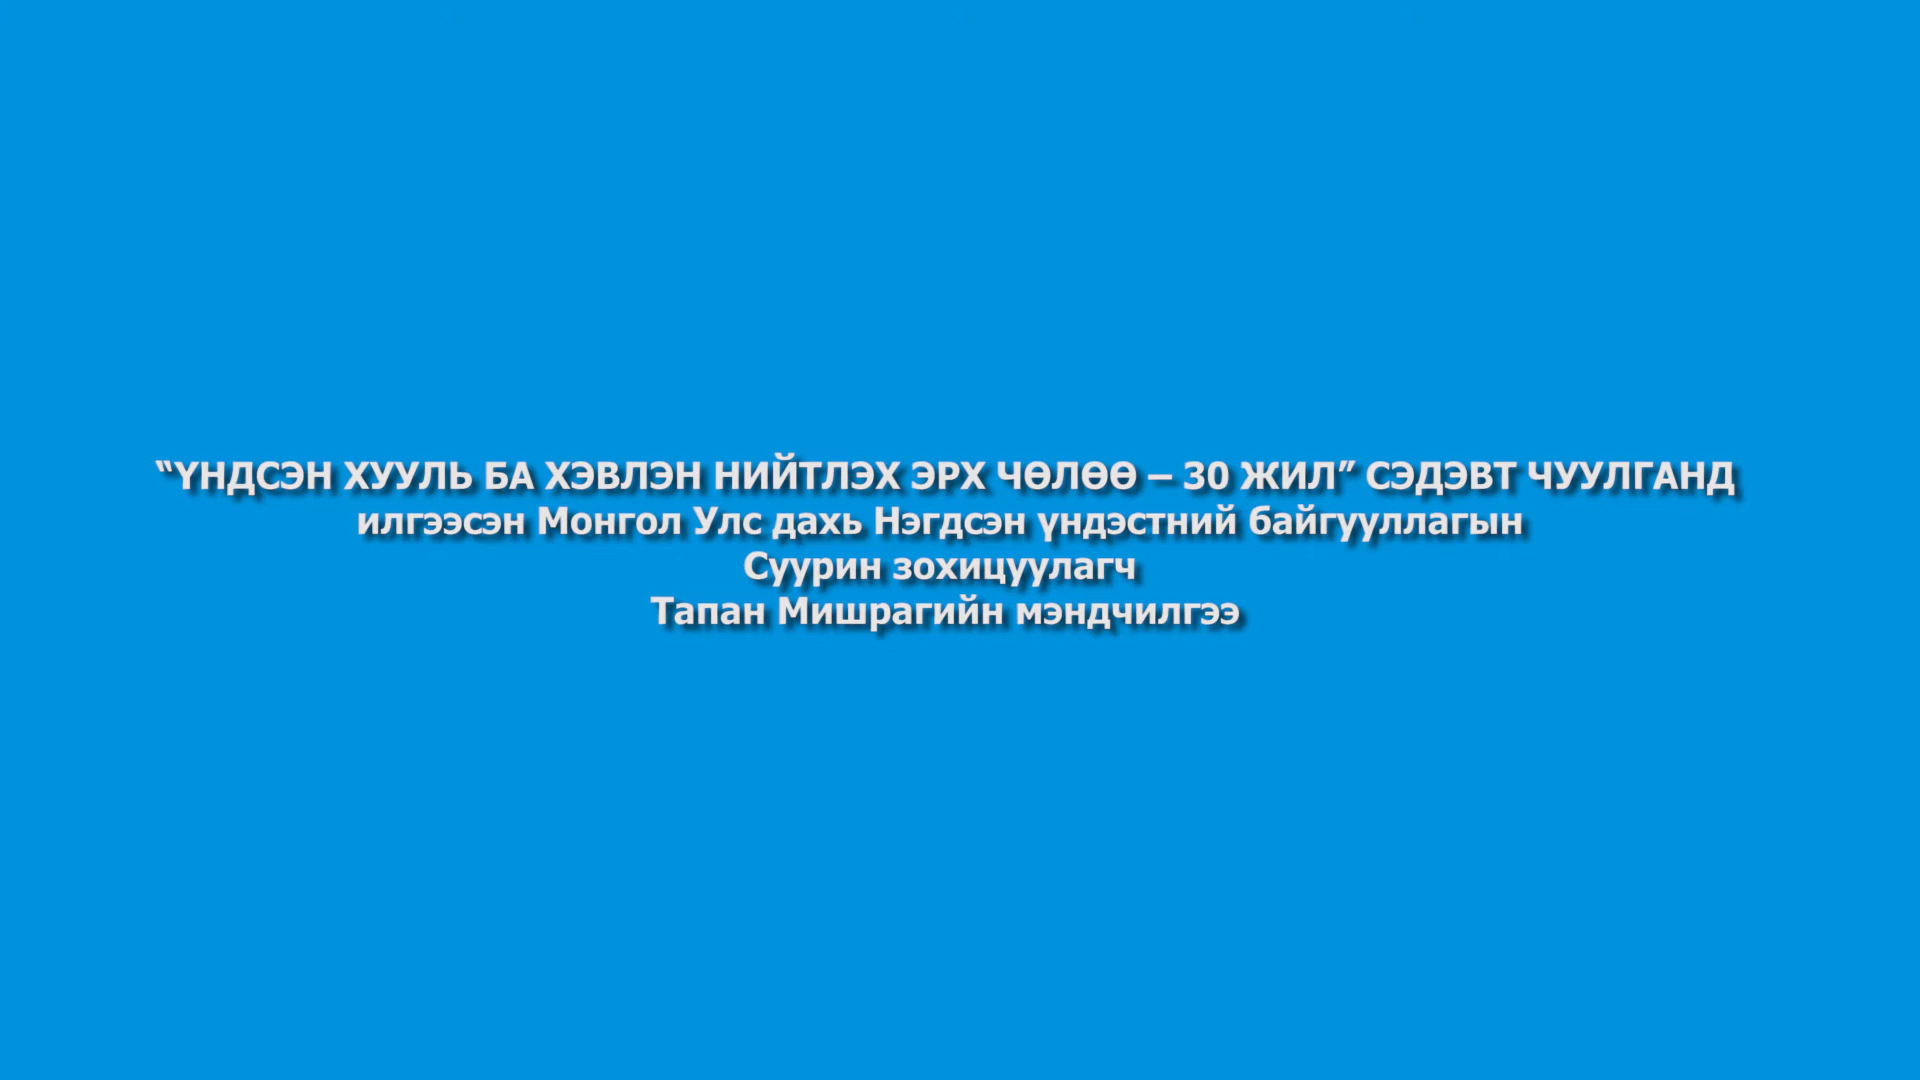 “ҮНДСЭН ХУУЛЬ БА ХЭВЛЭН НИЙТЛЭХ ЭРХ ЧӨЛӨӨ – 30 ЖИЛ” СЭДЭВТ ЧУУЛГАНД
илгээсэн Монгол Улс дахь Нэгдсэн үндэстний байгууллагын
Суурин зохицуулагч
Тапан Мишрагийн мэндчилгээ